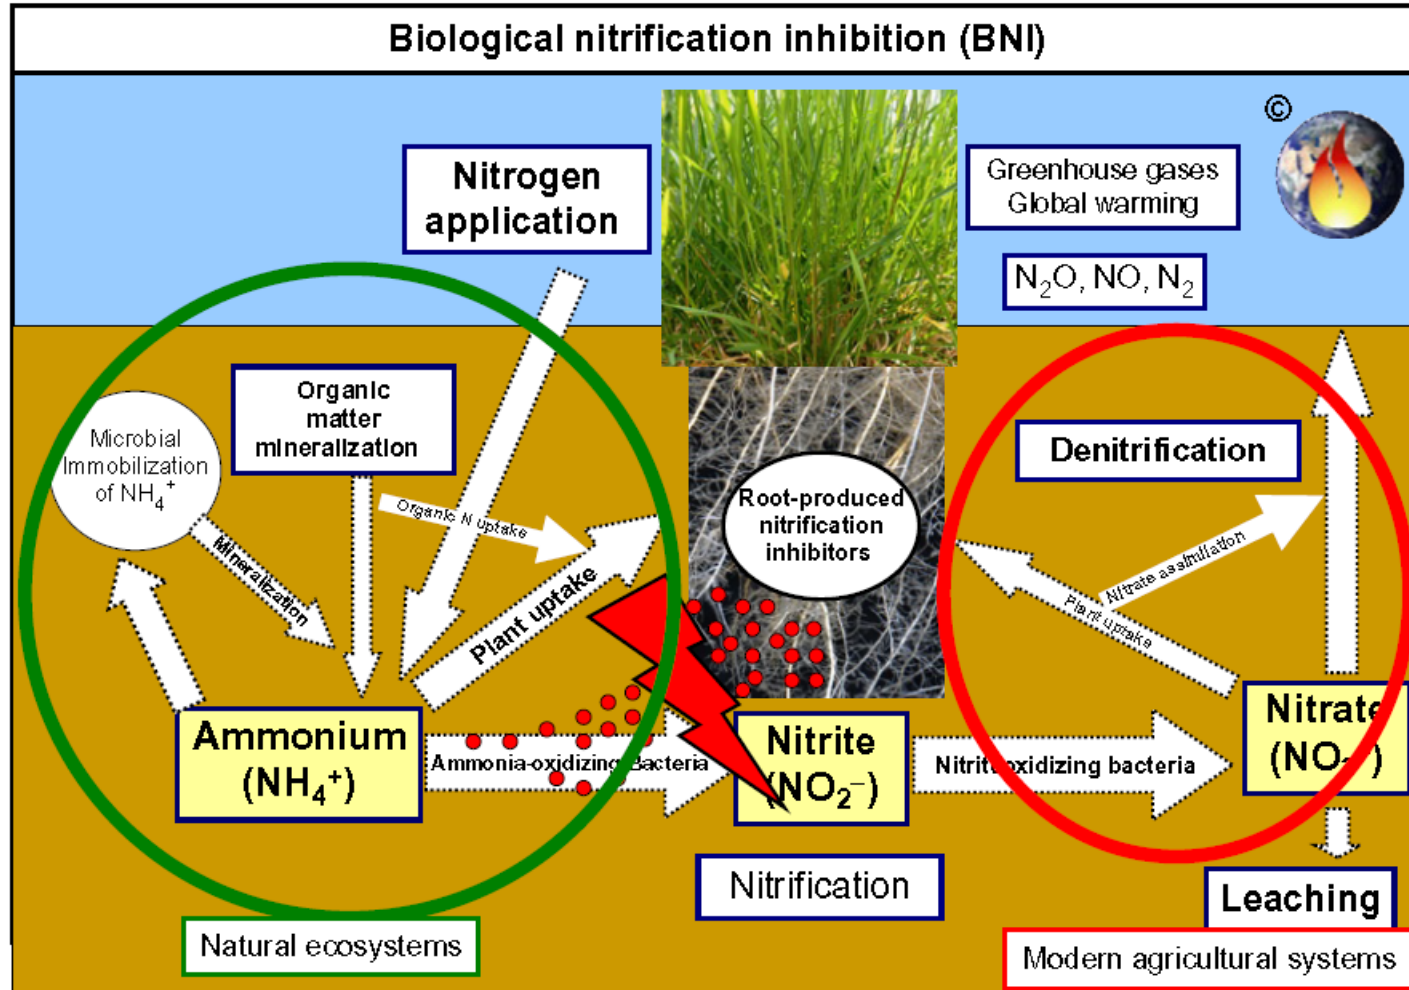 Biological nitrification inhibition (BNI)
©
Nitrogen
application
Greenhouse gases
Global warming
N₂O, NO, N₂
Organic
matter
mineralization
Microbial
Immobilization
of NH₄⁺
Organic N uptake
Mineralization
Plant uptake
Root-produced
nitrification
inhibitors
Denitrification
Nitrate assimilation
Plant uptake
Ammonium
(NH₄⁺)
Ammonia-oxidizing Bacteria
Nitrite
(NO₂⁻)
Nitrite-oxidizing bacteria
Nitrate
Nitrification
Leaching
Natural ecosystems
Modern agricultural systems